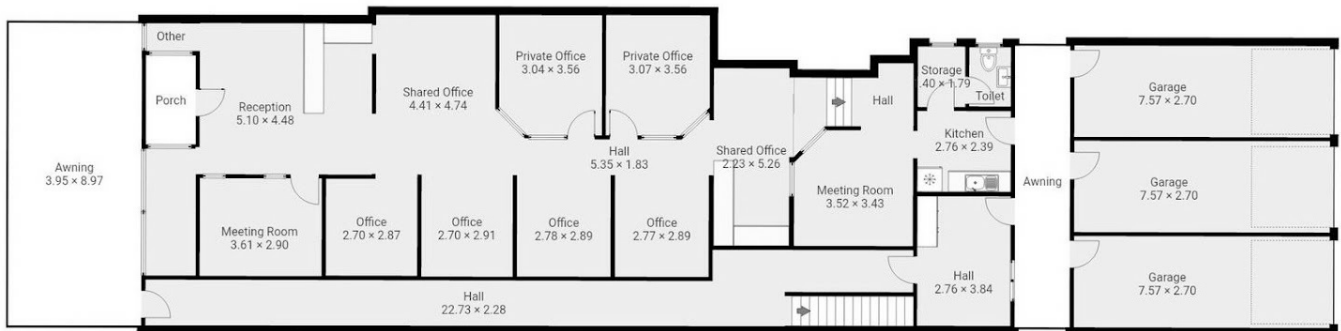 Other
Porch
Awning
3.95 × 8.97
Reception
5.10 × 4.48
Meeting Room
3.61 × 2.90
Shared Office
4.41 × 4.74
Private Office
3.04 × 3.56
Private Office
3.07 × 3.56
Hall
5.35 × 1.83
Office
2.70 × 2.87
Office
2.70 × 2.91
Office
2.78 × 2.89
Office
2.77 × 2.89
Shared Office
2.23 × 5.26
Hall
Meeting Room
3.52 × 3.43
Storage
.40 × 1.79
Toilet
Kitchen
2.76 × 2.39
Hall
2.76 × 3.84
Hall
22.73 × 2.28
Awning
Garage
7.57 × 2.70
Garage
7.57 × 2.70
Garage
7.57 × 2.70